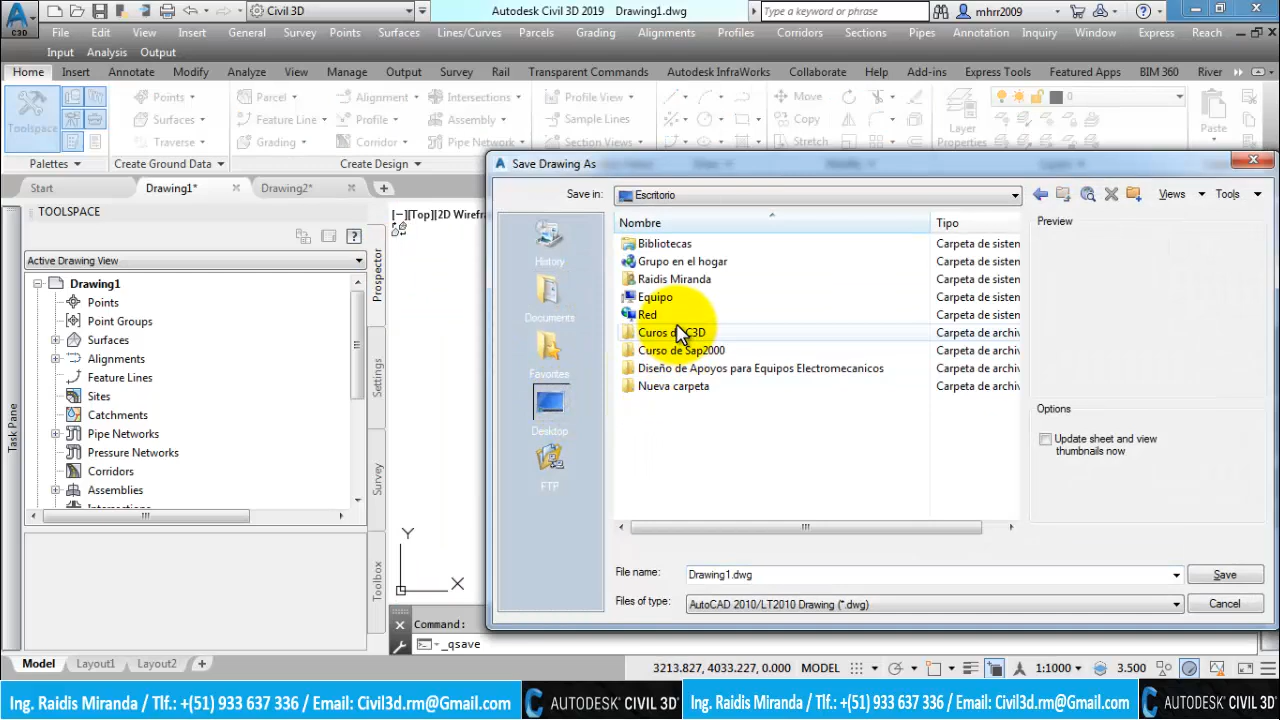 C3D
Civil 3D
Autodesk Civil 3D 2019 Drawing1.dwg
Type a keyword or phrase
mhrr2009
File Edit View Insert General Survey Points Surfaces Lines/Curves Parcels Grading Alignments Profiles Corridors Sections Pipes Annotation Inquiry Window Express Reach
Input Analysis Output
Home Insert Annotate Modify Analyze View Manage Output Survey Rail Transparent Commands Autodesk InfraWorks Collaborate Help Add-ins Express Tools Featured Apps BIM 360 River
Points Parcel Alignment Intersections Profile View Move 0
Toolspace Surfaces Feature Line Profile Assembly Sample Lines Copy Layer Properties Paste
Traverse Grading Corridor Pipe Network Section Views Stretch
Palettes Create Ground Data Create Design
Start Drawing1* Drawing2*
TOOLSPACE
[−][Top][2D Wirefr
Active Drawing View
Drawing1
Points
Point Groups
Surfaces
Alignments
Feature Lines
Sites
Catchments
Pipe Networks
Pressure Networks
Corridors
Assemblies
Intersections
Task Pane
Prospector
Settings
Survey
Toolbox
Y
X
Save Drawing As
Save in: Escritorio
Views Tools
Nombre Tipo
Preview
History
Documents
Favorites
Desktop
FTP
Bibliotecas Carpeta de sisten
Grupo en el hogar Carpeta de sisten
Raidis Miranda Carpeta de sisten
Equipo Carpeta de sisten
Red Carpeta de sisten
Curos de C3D Carpeta de archi
Curso de Sap2000 Carpeta de archi
Diseño de Apoyos para Equipos Electromecanicos Carpeta de archi
Nueva carpeta Carpeta de archi
Options
Update sheet and view
thumbnails now
File name: Drawing1.dwg Save
Files of type: AutoCAD 2010/LT2010 Drawing (*.dwg) Cancel
Command:
_qsave
Model Layout1 Layout2 +
3213.827, 4033.227, 0.000 MODEL 1:1000 3.500
Ing. Raidis Miranda / Tlf.: +(51) 933 637 336 / Email: Civil3d.rm@Gmail.com AUTODESK' CIVIL 3D' Ing. Raidis Miranda / Tlf.: +(51) 933 637 336 / Email: Civil3d.rm@Gmail.com AUTODESK' CIVIL 3D'